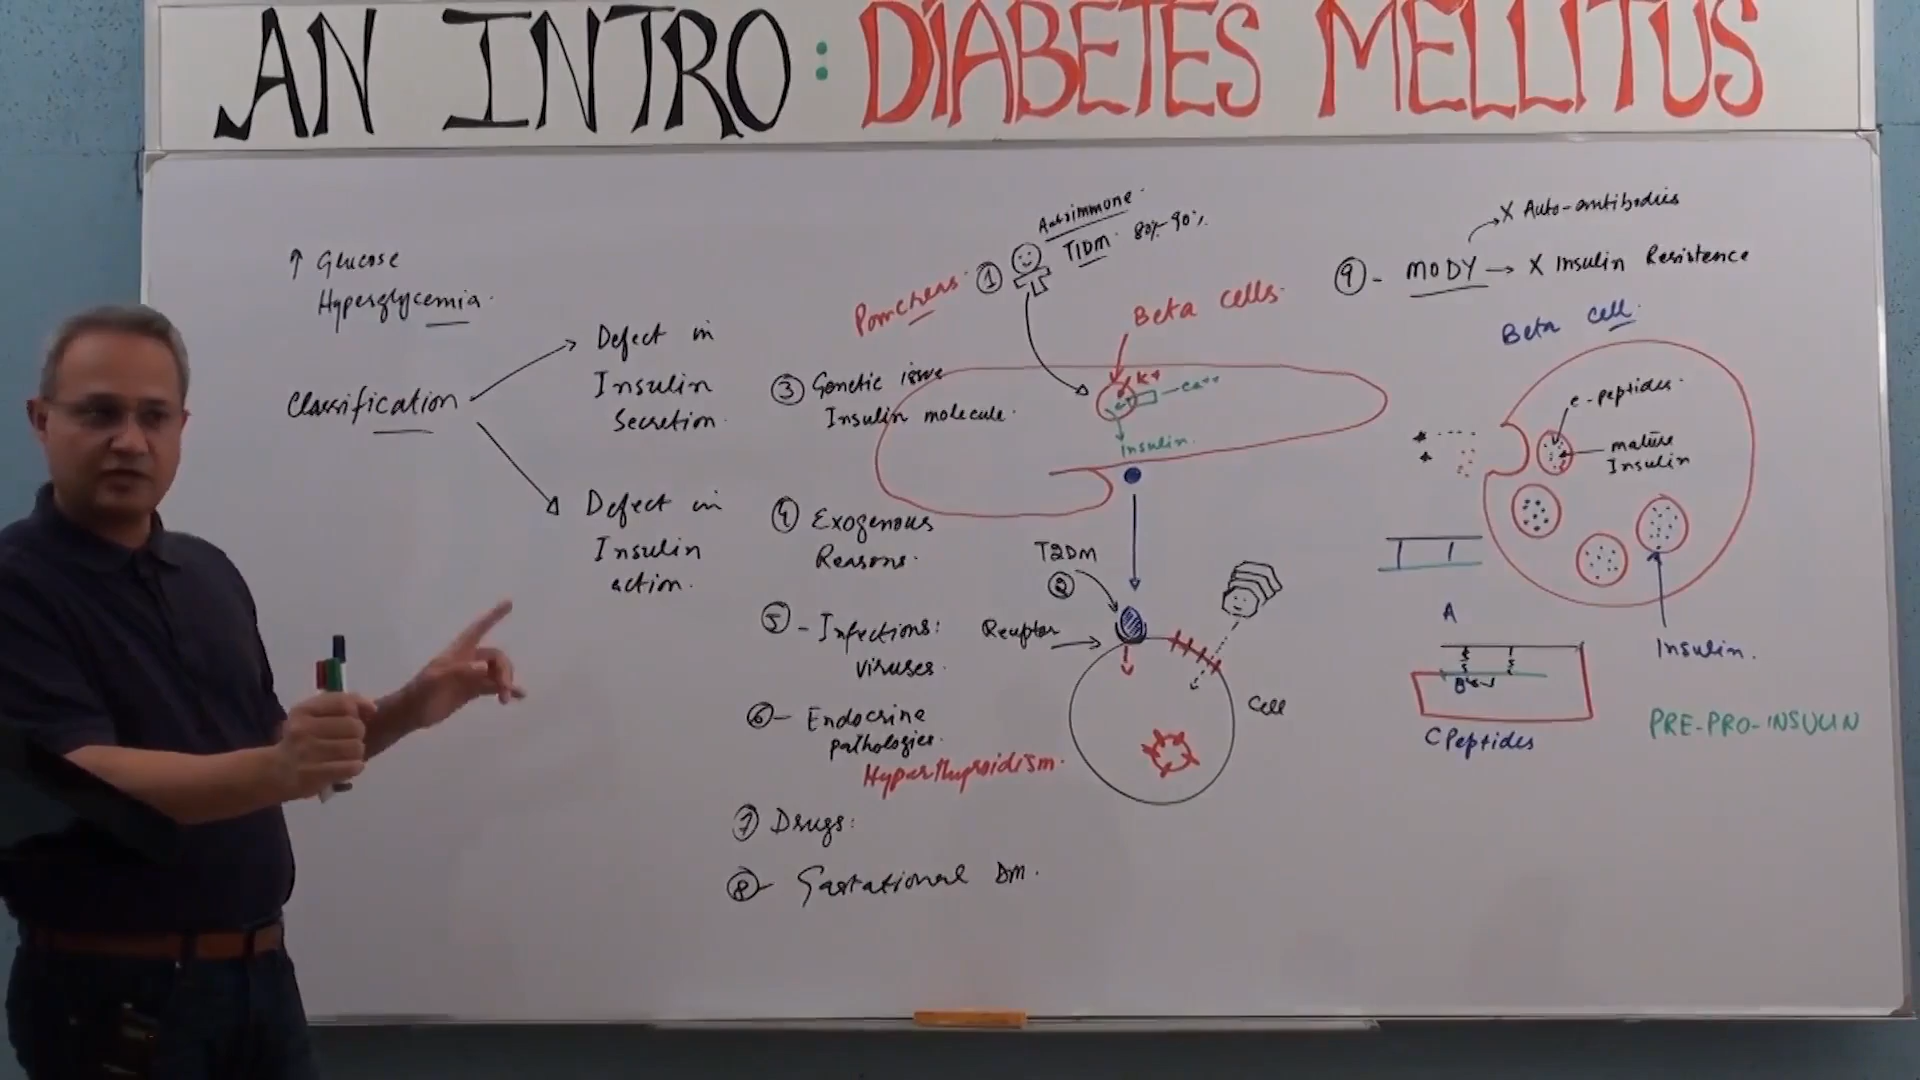 AN INTRO: DIABETES MELLITUS
↑ Glucose
Hyperglycemia.
Classification
Defect in
Insulin
Secretion.
Defect in
Insulin
action.
Pancreas.
① Autoimmune.
T1DM. 80%-90%.
Beta cells.
K+
Ca++
Insulin.
③ Genetic issue
Insulin molecule.
④ Exogenous
Reasons.
⑤ - Infections:
viruses.
⑥ - Endocrine
pathologies.
Hyperthyroidism.
⑦ Drugs:
⑧ - Gastational DM.
T2DM
②
Receptor
Cell
⑨ - MODY → X Insulin Resistence
X Auto-antibodies
Beta cell.
c-peptides.
mature
Insulin
Insulin.
A
C Peptides
PRE-PRO-INSULIN